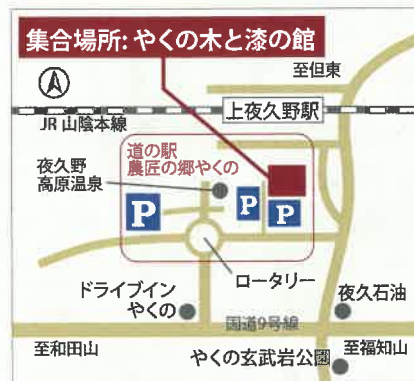 集合場所: やくの木と漆の館
至但東
上夜久野駅
JR 山陰本線
道の駅
農匠の郷やくの
夜久野
高原温泉
P
P
P
ロータリー
ドライブイン
やくの
夜久石油
国道9号線
至和田山
やくの玄武岩公園
至福知山